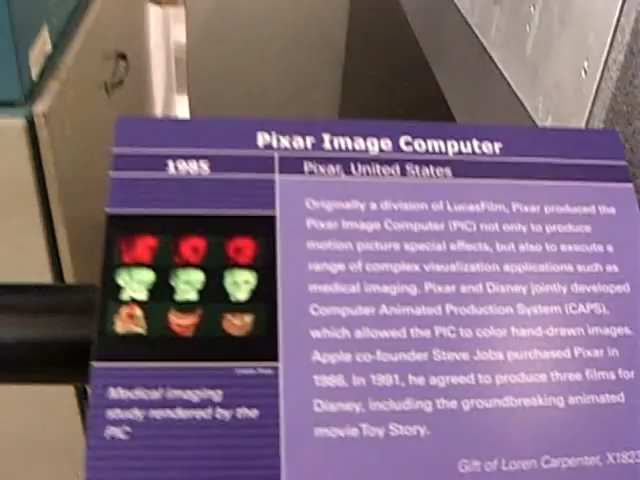 Pixar Image Computer
1985
Pixar, United States
Originally a division of LucasFilm, Pixar produced the
Pixar Image Computer (PIC) not only to produce
motion picture special effects, but also to execute a
range of complex visualization applications such as
medical imaging. Pixar and Disney jointly developed
Computer Animated Production System (CAPS),
which allowed the PIC to color hand-drawn images.
Apple co-founder Steve Jobs purchased Pixar in
1986. In 1991, he agreed to produce three films for
Disney, including the groundbreaking animated
movie Toy Story.
Medical imaging
study rendered by the
PIC
Gift of Loren Carpenter, X1823